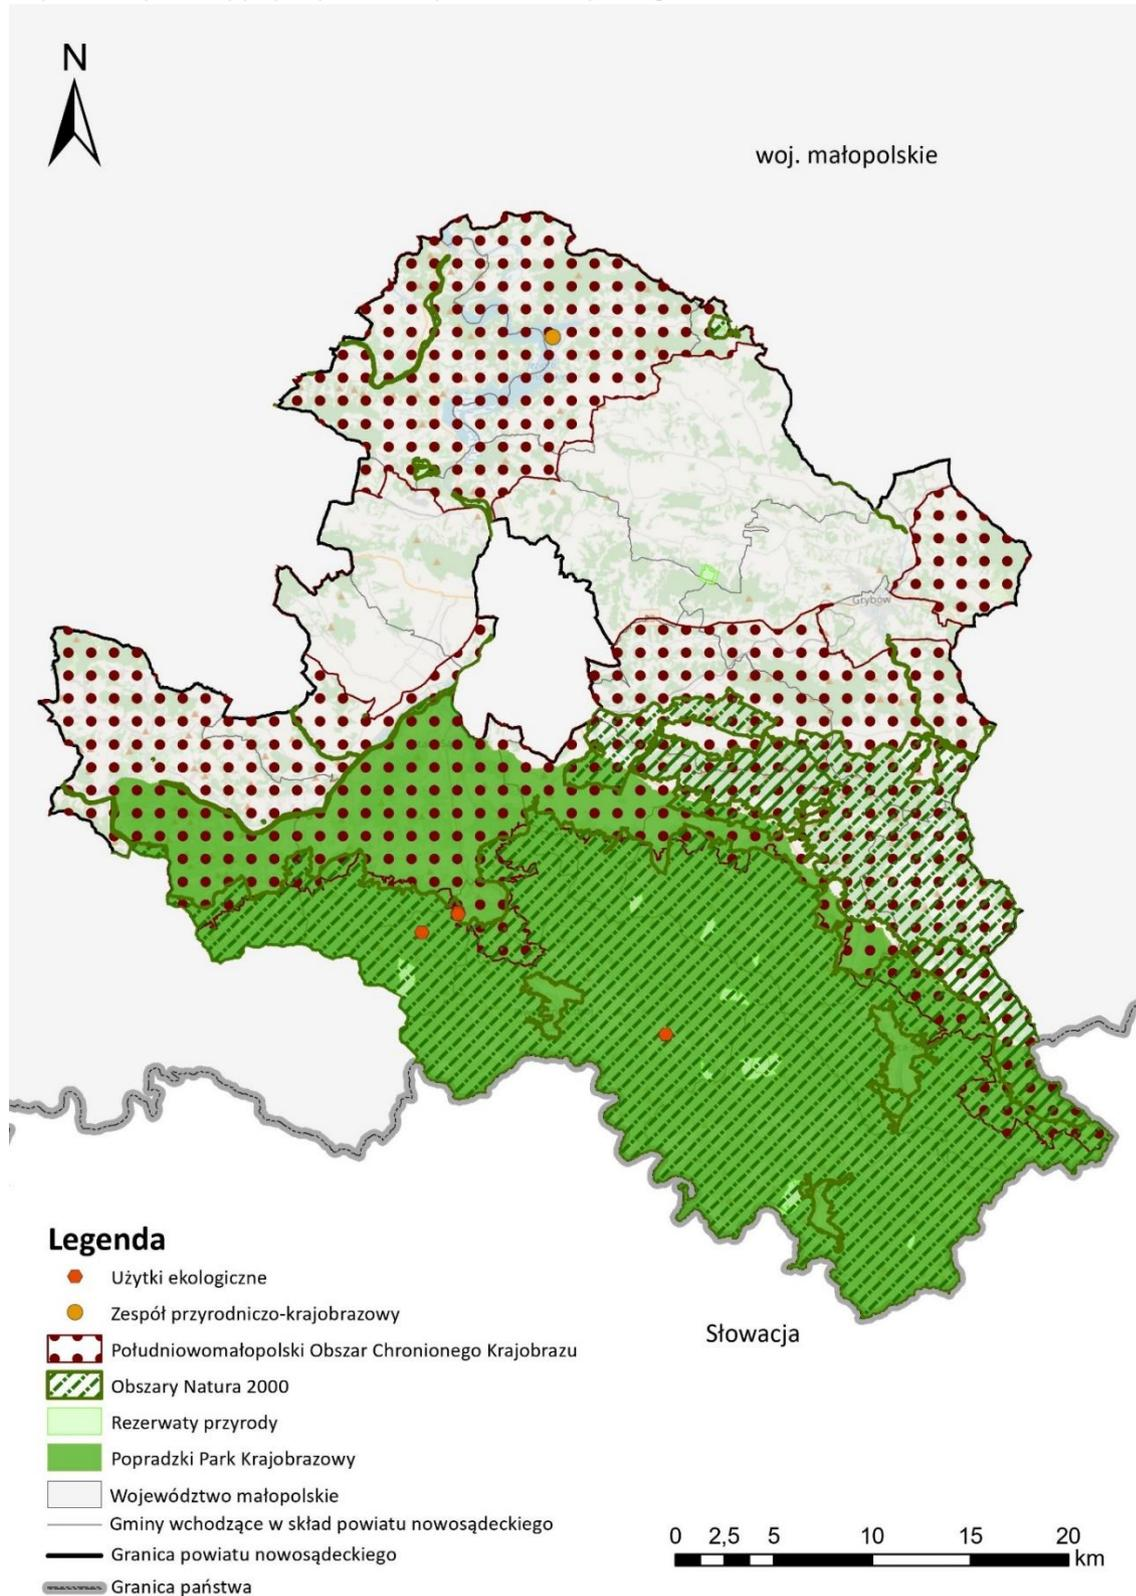 N
woj. małopolskie
Grybów
Słowacja
Legenda
Użytki ekologiczne
Zespół przyrodniczo-krajobrazowy
Południowomałopolski Obszar Chronionego Krajobrazu
Obszary Natura 2000
Rezerwaty przyrody
Popradzki Park Krajobrazowy
Województwo małopolskie
Gminy wchodzące w skład powiatu nowosądeckiego
Granica powiatu nowosądeckiego
Granica państwa
0 2,5 5 10 15 20
km